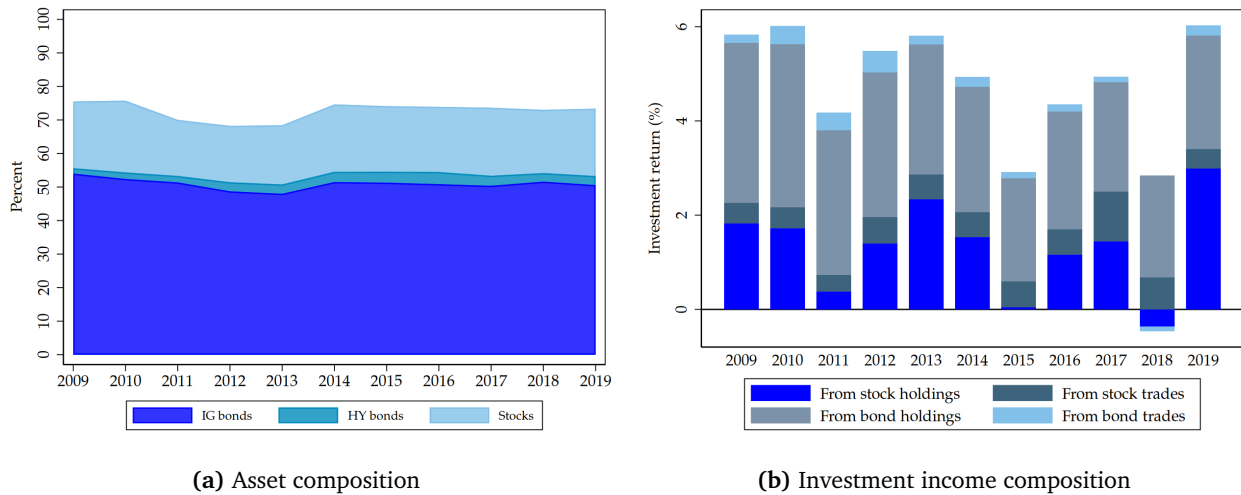 100
90
80
70
60
50
40
30
20
10
0
Percent
2009 2010 2011 2012 2013 2014 2015 2016 2017 2018 2019
IG bonds HY bonds Stocks
(a) Asset composition
6
4
2
0
Investment return (%)
2009 2010 2011 2012 2013 2014 2015 2016 2017 2018 2019
From stock holdings From stock trades
From bond holdings From bond trades
(b) Investment income composition